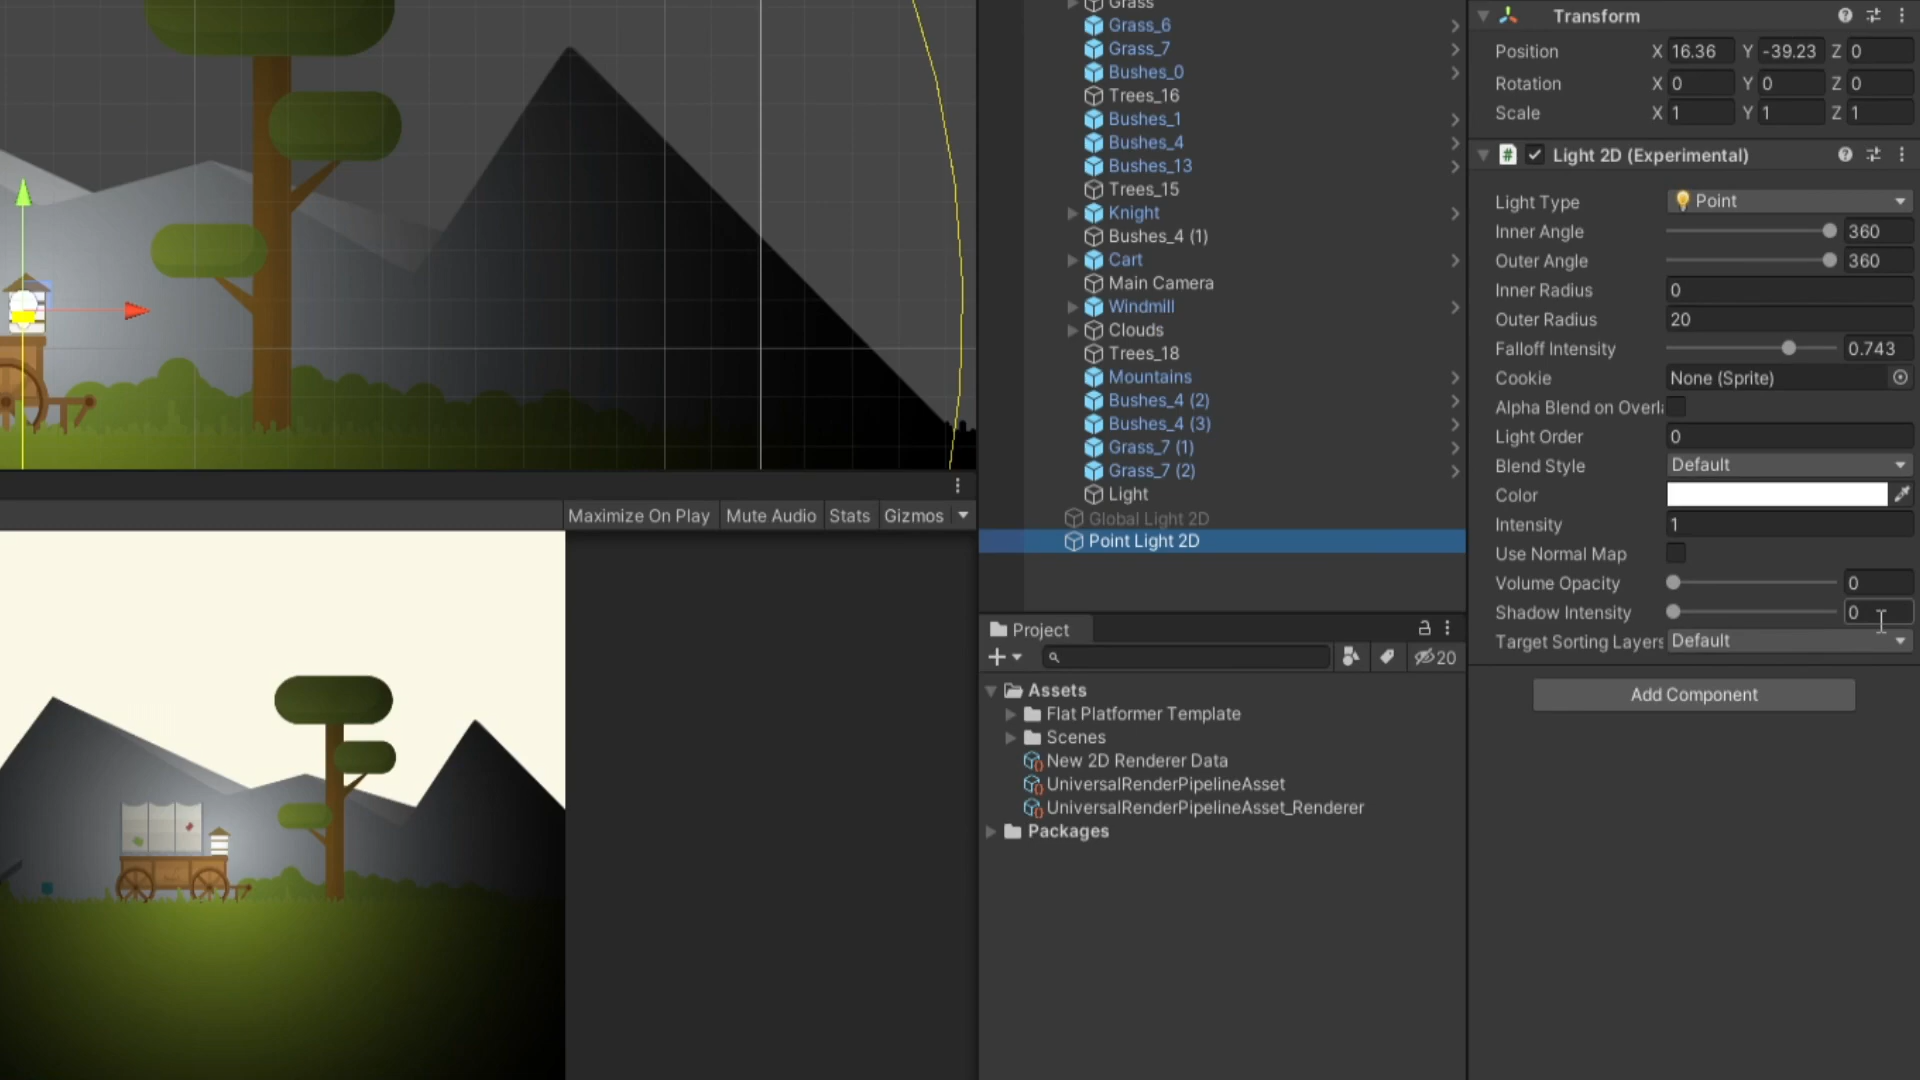 Grass
Grass_6
Grass_7
Bushes_0
Trees_16
Bushes_1
Bushes_4
Bushes_13
Trees_15
Knight
Bushes_4 (1)
Cart
Main Camera
Windmill
Clouds
Trees_18
Mountains
Bushes_4 (2)
Bushes_4 (3)
Grass_7 (1)
Grass_7 (2)
Light
Global Light 2D
Point Light 2D
Maximize On Play Mute Audio Stats Gizmos
Project
20
Assets
Flat Platformer Template
Scenes
New 2D Renderer Data
UniversalRenderPipelineAsset
UniversalRenderPipelineAsset_Renderer
Packages
Transform
Position X 16.36 Y -39.23 Z 0
Rotation X 0 Y 0 Z 0
Scale X 1 Y 1 Z 1
# Light 2D (Experimental)
Light Type Point
Inner Angle 360
Outer Angle 360
Inner Radius 0
Outer Radius 20
Falloff Intensity 0.743
Cookie None (Sprite)
Alpha Blend on Overl
Light Order 0
Blend Style Default
Color
Intensity 1
Use Normal Map
Volume Opacity 0
Shadow Intensity 0
Target Sorting Layers Default
Add Component